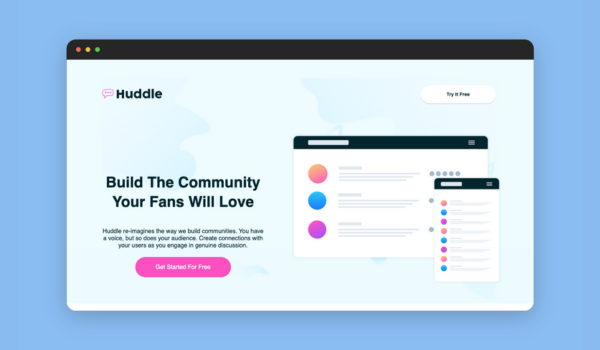 Huddle
Try It Free
Build The Community
Your Fans Will Love
Huddle re-imagines the way we build communities. You have
a voice, but so does your audience. Create connections with
your users as you engage in genuine discussion.
Get Started For Free